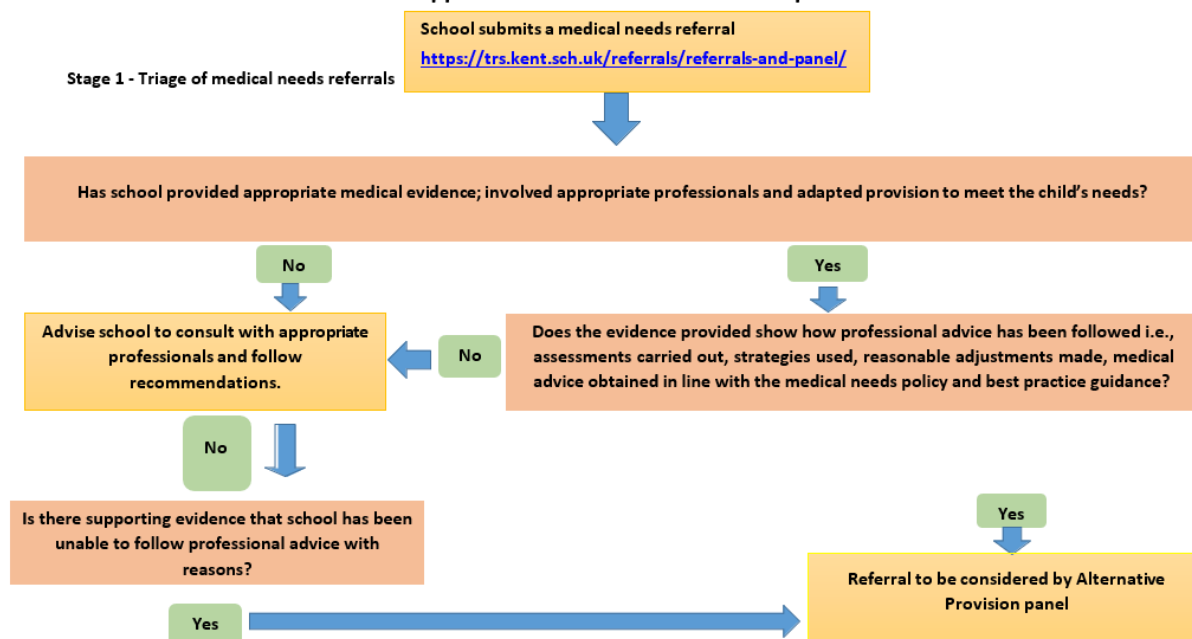 School submits a medical needs referral
https://trs.kent.sch.uk/referrals/referrals-and-panel/
Stage 1 - Triage of medical needs referrals
Has school provided appropriate medical evidence; involved appropriate professionals and adapted provision to meet the child's needs?
No
Yes
Advise school to consult with appropriate
professionals and follow
recommendations.
No
Does the evidence provided show how professional advice has been followed i.e.,
assessments carried out, strategies used, reasonable adjustments made, medical
advice obtained in line with the medical needs policy and best practice guidance?
No
Is there supporting evidence that school has been
unable to follow professional advice with
reasons?
Yes
Referral to be considered by Alternative
Provision panel
Yes